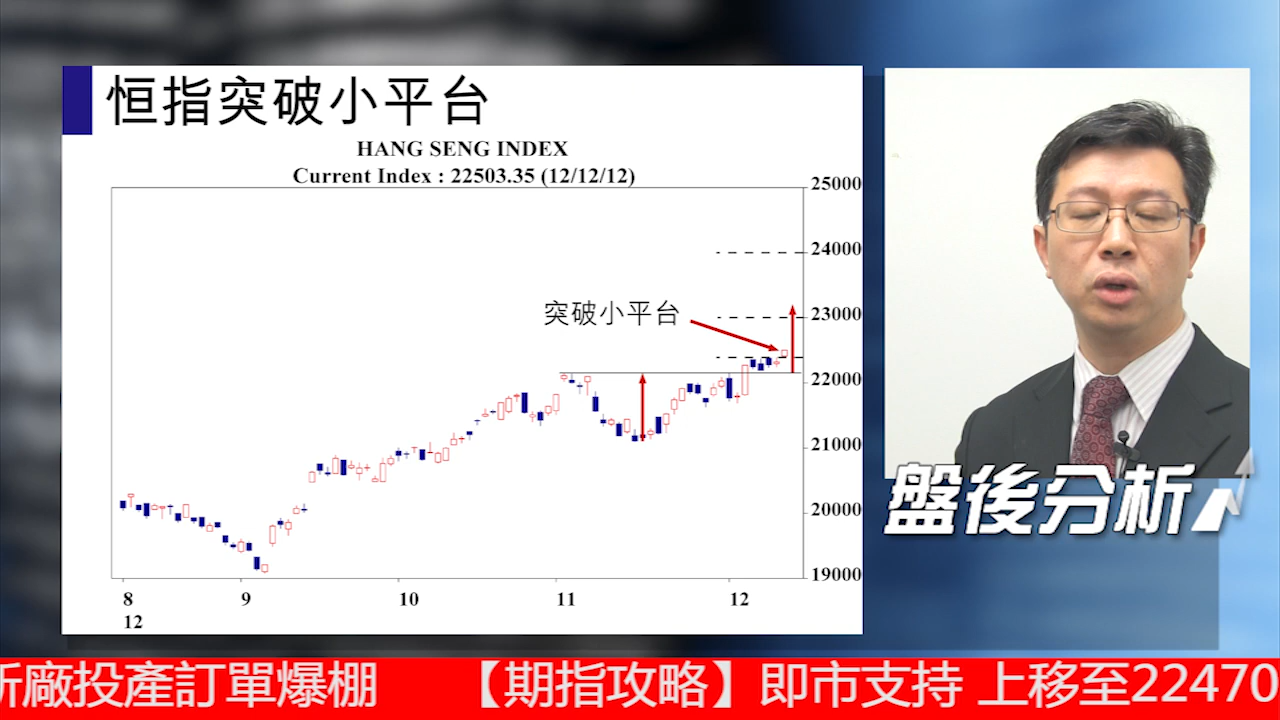 恒指突破小平台
HANG SENG INDEX
Current Index : 22503.35 (12/12/12)
25000
24000
突破小平台
23000
22000
21000
20000
19000
8
9
10
11
12
12
盤後分析
新廠投產訂單爆棚 【期指攻略】即市支持 上移至22470